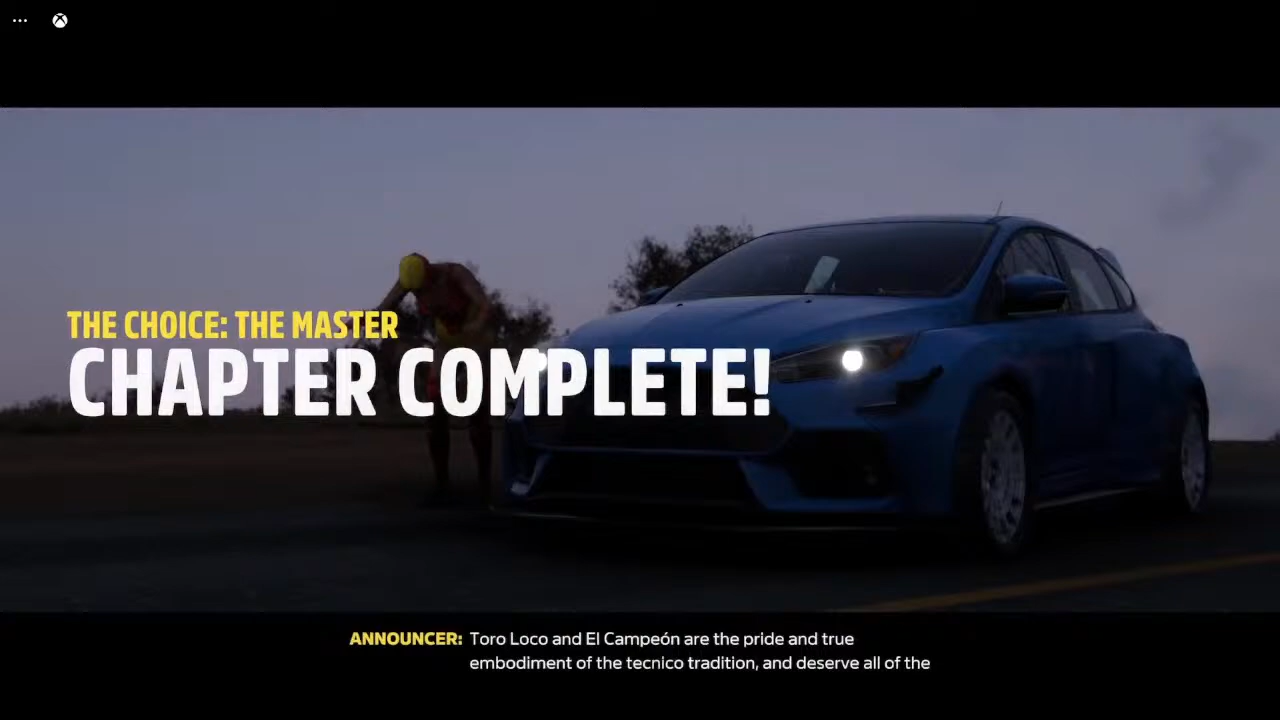 THE CHOICE: THE MASTER
CHAPTER COMPLETE!
ANNOUNCER: Toro Loco and El Campeón are the pride and true
embodiment of the tecnico tradition, and deserve all of the